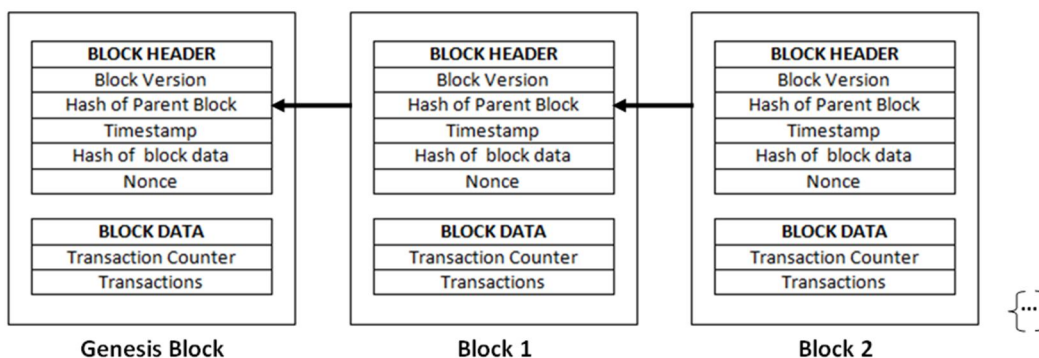 BLOCK HEADER
Block Version
Hash of Parent Block
Timestamp
Hash of block data
Nonce
BLOCK DATA
Transaction Counter
Transactions
Genesis Block
BLOCK HEADER
Block Version
Hash of Parent Block
Timestamp
Hash of block data
Nonce
BLOCK DATA
Transaction Counter
Transactions
Block 1
BLOCK HEADER
Block Version
Hash of Parent Block
Timestamp
Hash of block data
Nonce
BLOCK DATA
Transaction Counter
Transactions
Block 2
{...